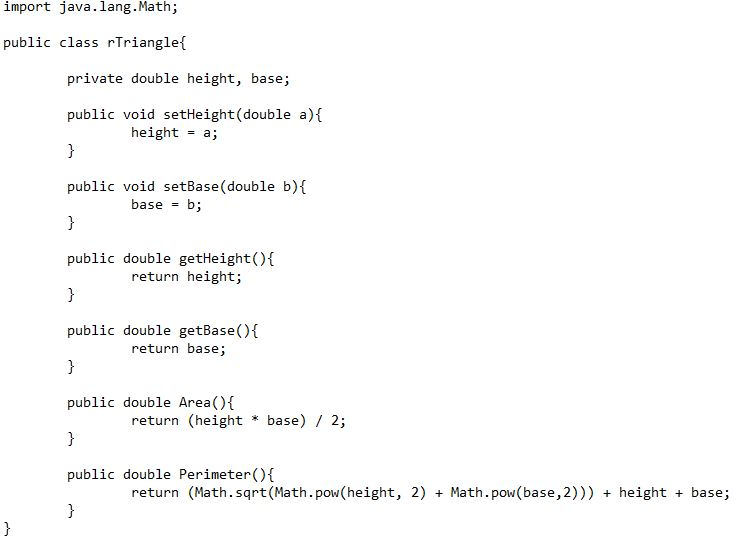 import java.lang.Math;
public class rTriangle{
private double height, base;
public void setHeight(double a){
height = a;
}
public void setBase(double b){
base = b;
}
public double getHeight(){
return height;
}
public double getBase(){
return base;
}
public double Area(){
return (height * base) / 2;
}
public double Perimeter(){
return (Math.sqrt(Math.pow(height, 2) + Math.pow(base,2))) + height + base;
}
}